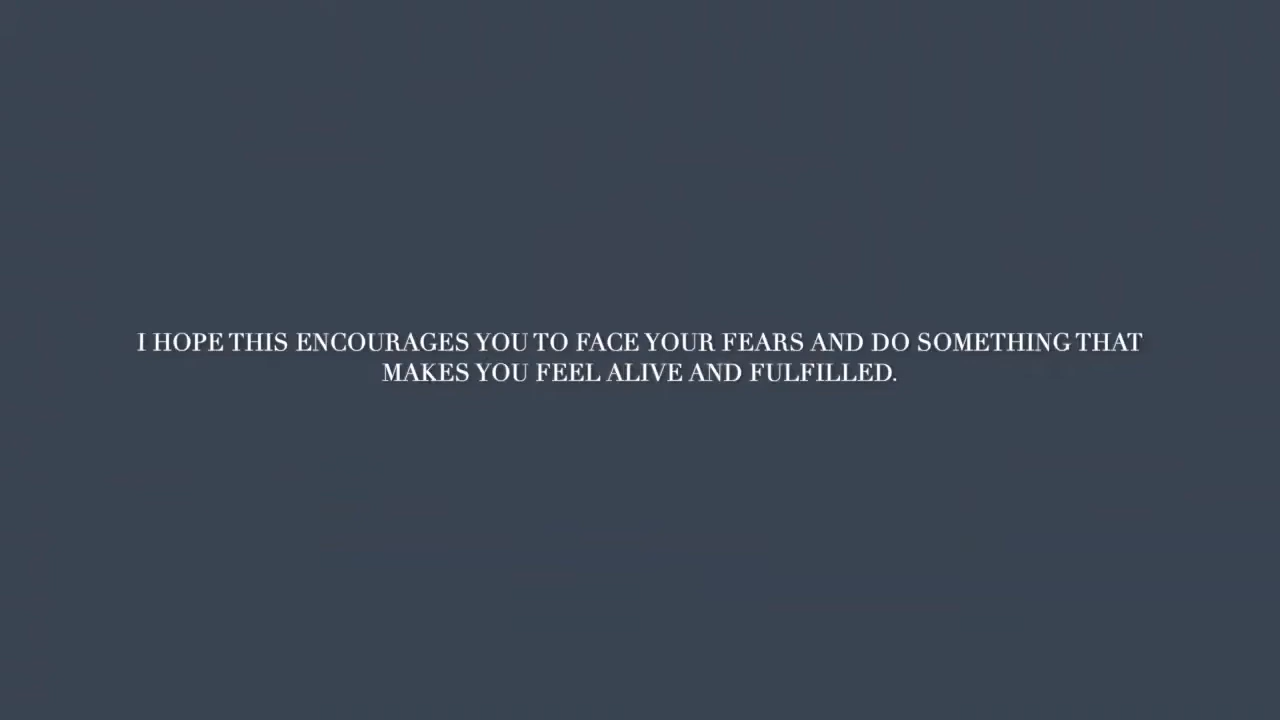 I HOPE THIS ENCOURAGES YOU TO FACE YOUR FEARS AND DO SOMETHING THAT
MAKES YOU FEEL ALIVE AND FULFILLED.